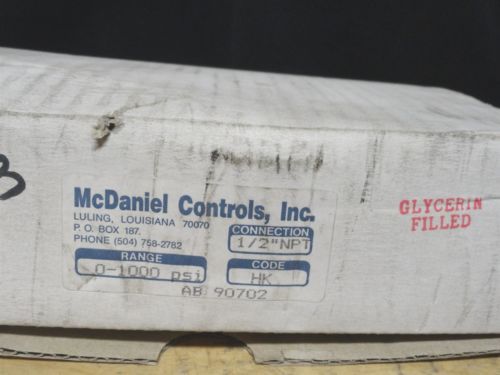 McDaniel Controls, Inc.
LULING, LOUISIANA 70070
P. O. BOX 187.
PHONE (504) 758-2782
CONNECTION
1/2"NPT
RANGE
0-1000 psi
CODE
HK
AB 90702
GLYCERIN
FILLED